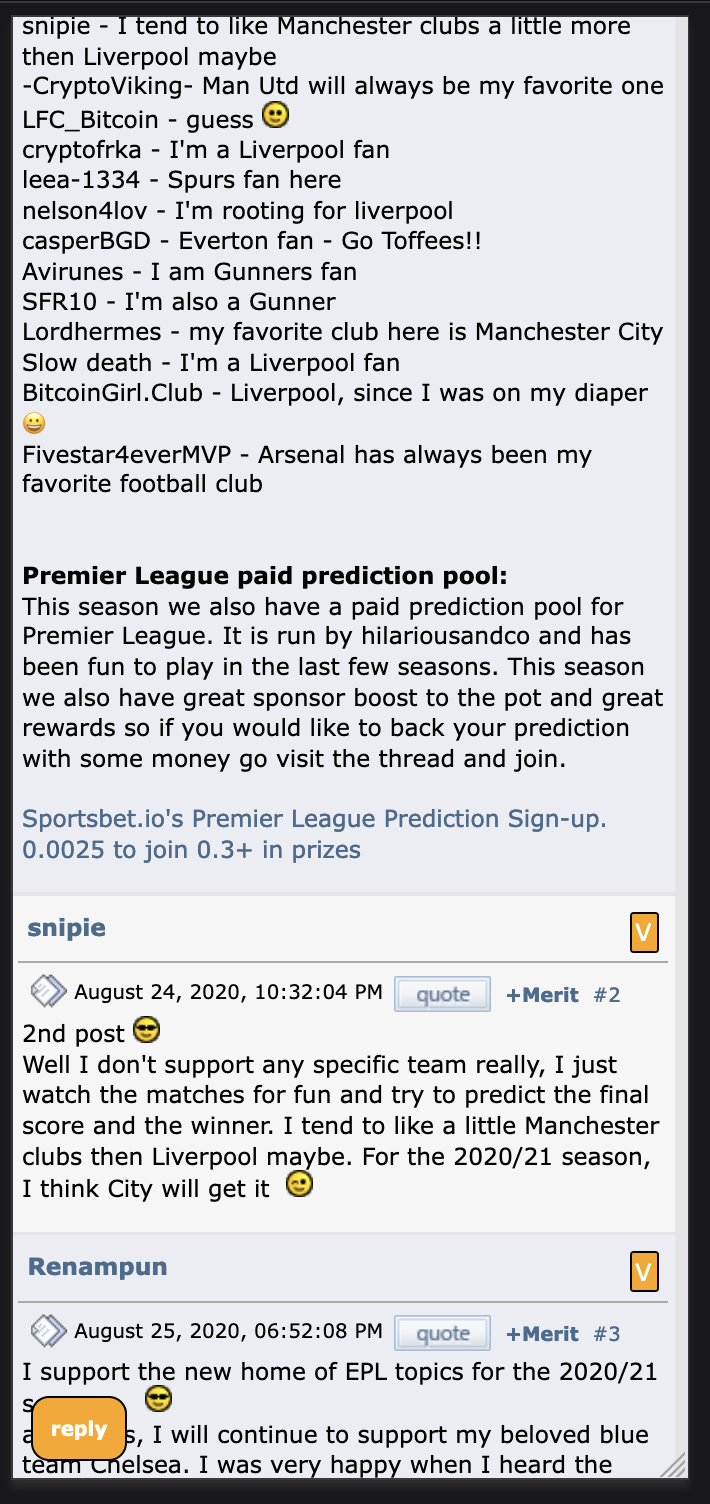 snipie - I tend to like Manchester clubs a little more
then Liverpool maybe
-CryptoViking- Man Utd will always be my favorite one
LFC_Bitcoin - guess
cryptofrka - I'm a Liverpool fan
leea-1334 - Spurs fan here
nelson4lov - I'm rooting for liverpool
casperBGD - Everton fan - Go Toffees!!
Avirunes - I am Gunners fan
SFR10 - I'm also a Gunner
Lordhermes - my favorite club here is Manchester City
Slow death - I'm a Liverpool fan
BitcoinGirl.Club - Liverpool, since I was on my diaper
😀
Fivestar4everMVP - Arsenal has always been my
favorite football club
Premier League paid prediction pool:
This season we also have a paid prediction pool for
Premier League. It is run by hilariousandco and has
been fun to play in the last few seasons. This season
we also have great sponsor boost to the pot and great
rewards so if you would like to back your prediction
with some money go visit the thread and join.
Sportsbet.io's Premier League Prediction Sign-up.
0.0025 to join 0.3+ in prizes
snipie V
August 24, 2020, 10:32:04 PM quote +Merit #2
2nd post
Well I don't support any specific team really, I just
watch the matches for fun and try to predict the final
score and the winner. I tend to like a little Manchester
clubs then Liverpool maybe. For the 2020/21 season,
I think City will get it
Renampun V
August 25, 2020, 06:52:08 PM quote +Merit #3
I support the new home of EPL topics for the 2020/21
reply
I will continue to support my beloved blue
team Chelsea. I was very happy when I heard the